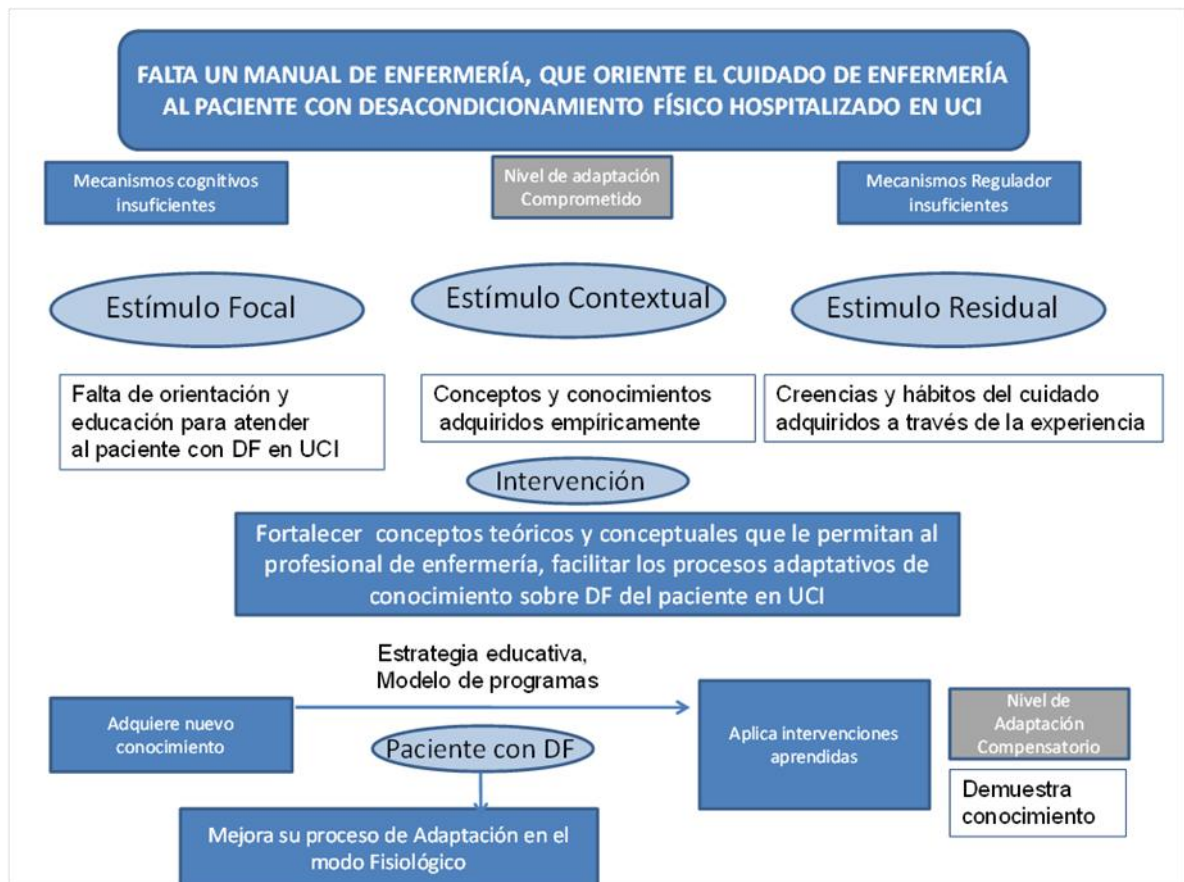 FALTA UN MANUAL DE ENFERMERÍA, QUE ORIENTE EL CUIDADO DE ENFERMERÍA
AL PACIENTE CON DESACONDICIONAMIENTO FÍSICO HOSPITALIZADO EN UCI
Mecanismos cognitivos
insuficientes
Nivel de adaptación
Comprometido
Mecanismos Regulador
insuficientes
Estímulo Focal
Estímulo Contextual
Estimulo Residual
Falta de orientación y
educación para atender
al paciente con DF en UCI
Conceptos y conocimientos
adquiridos empíricamente
Creencias y hábitos del cuidado
adquiridos a través de la experiencia
Intervención
Fortalecer conceptos teóricos y conceptuales que le permitan al
profesional de enfermería, facilitar los procesos adaptativos de
conocimiento sobre DF del paciente en UCI
Estrategia educativa,
Modelo de programas
Adquiere nuevo
conocimiento
Paciente con DF
Aplica intervenciones
aprendidas
Nivel de
Adaptación
Compensatorio
Demuestra
conocimiento
Mejora su proceso de Adaptación en el
modo Fisiológico